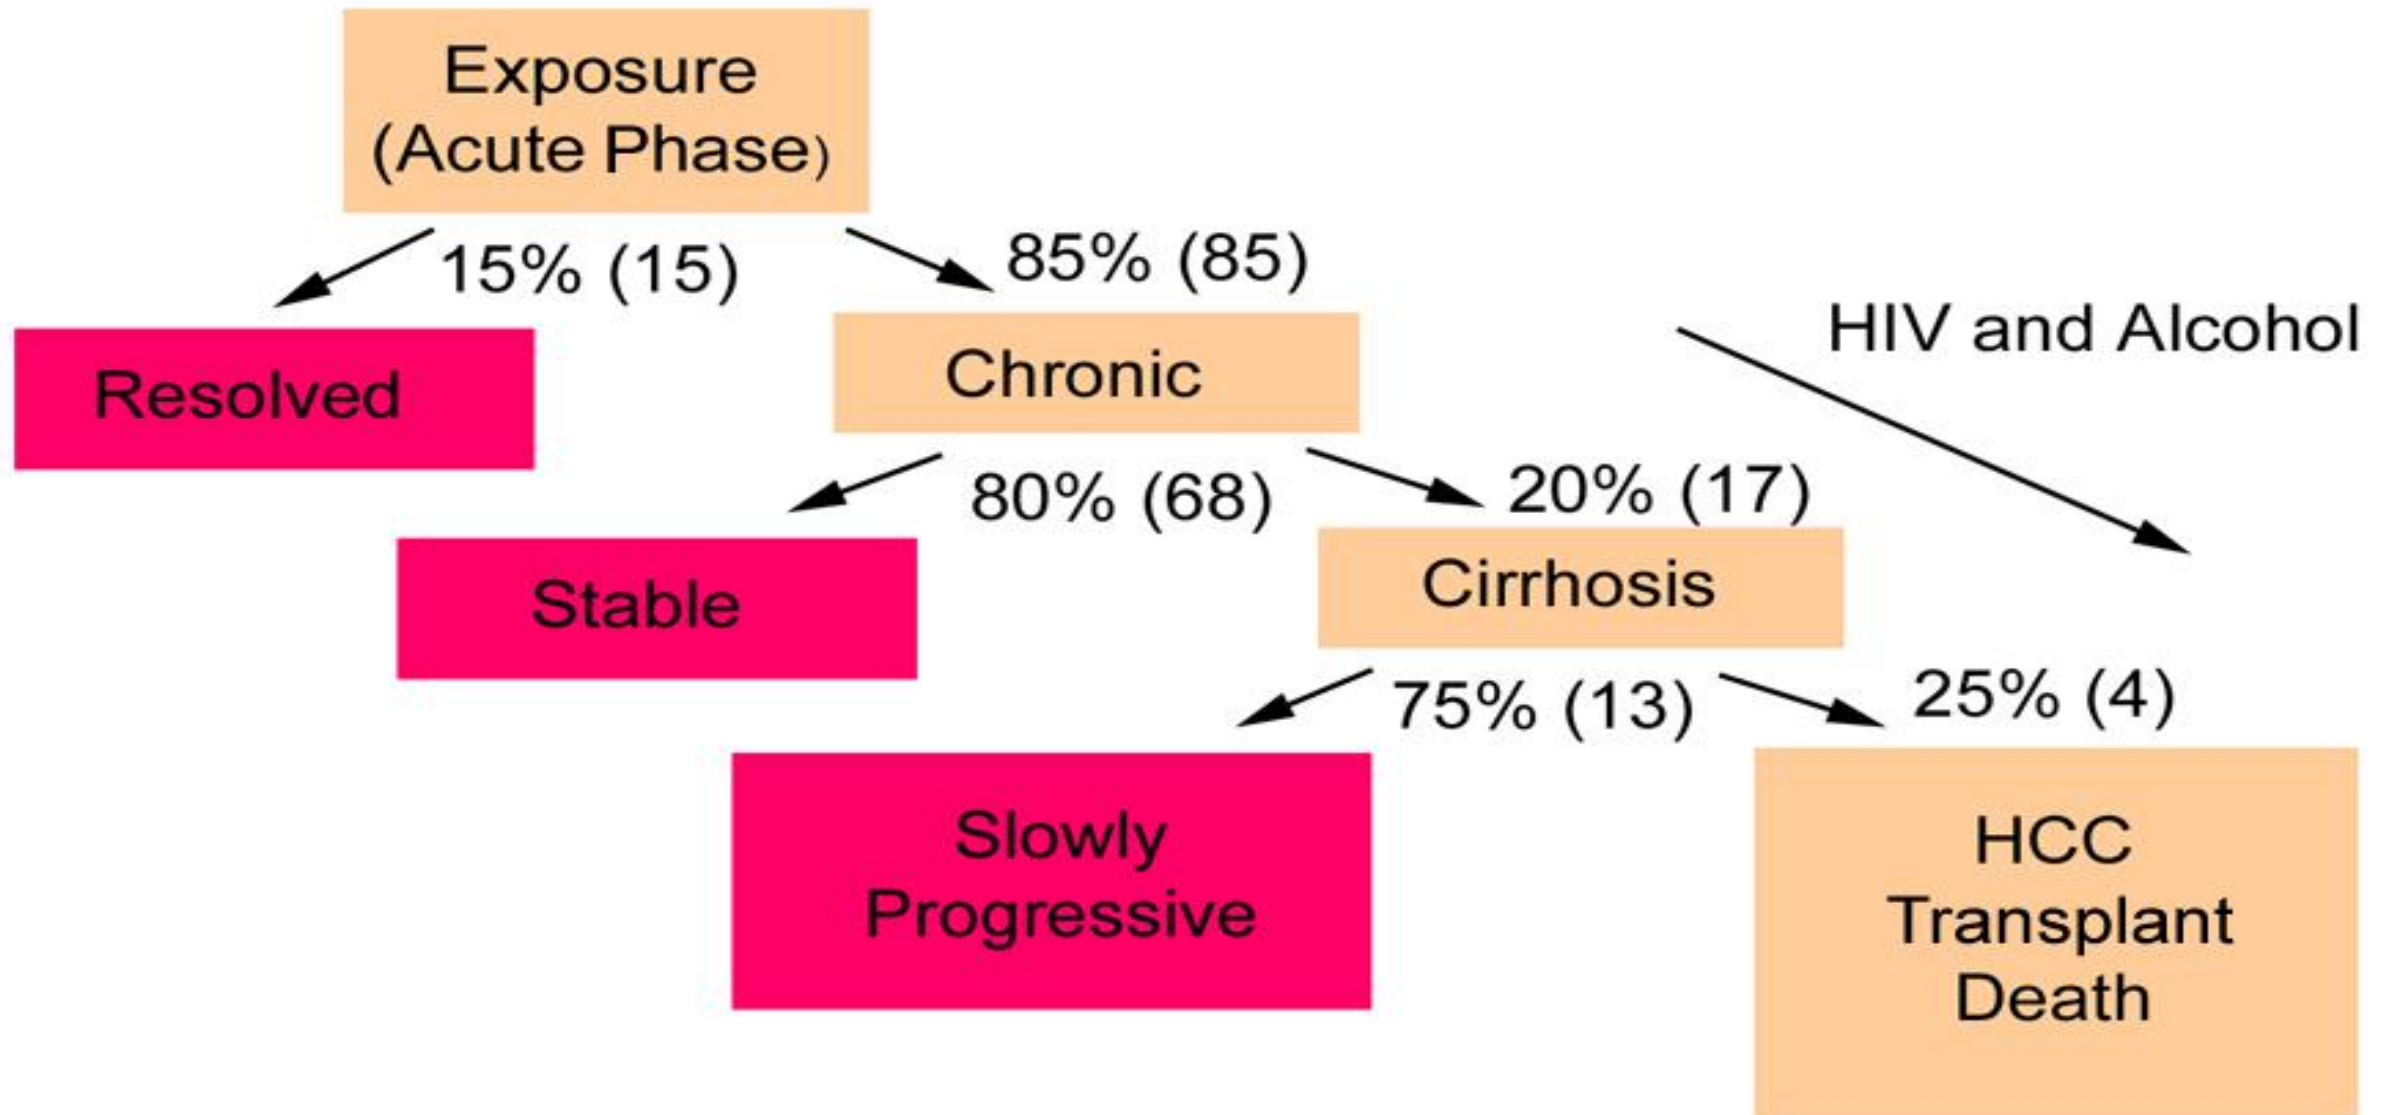 Exposure
(Acute Phase)
15% (15)
85% (85)
HIV and Alcohol
Resolved
Chronic
80% (68)
20% (17)
Stable
Cirrhosis
75% (13)
25% (4)
Slowly
Progressive
HCC
Transplant
Death